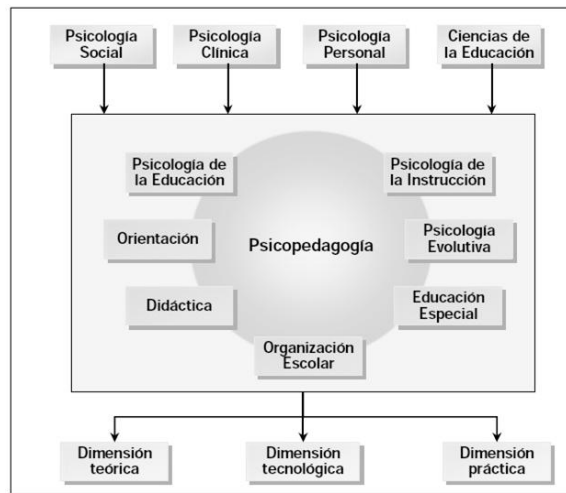 Psicología
Social
Psicología
Clínica
Psicología
Personal
Ciencias de
la Educación
Psicología de
la Educación
Psicología de
la Instrucción
Orientación
Psicopedagogía
Psicología
Evolutiva
Didáctica
Educación
Especial
Organización
Escolar
Dimensión
teórica
Dimensión
tecnológica
Dimensión
práctica